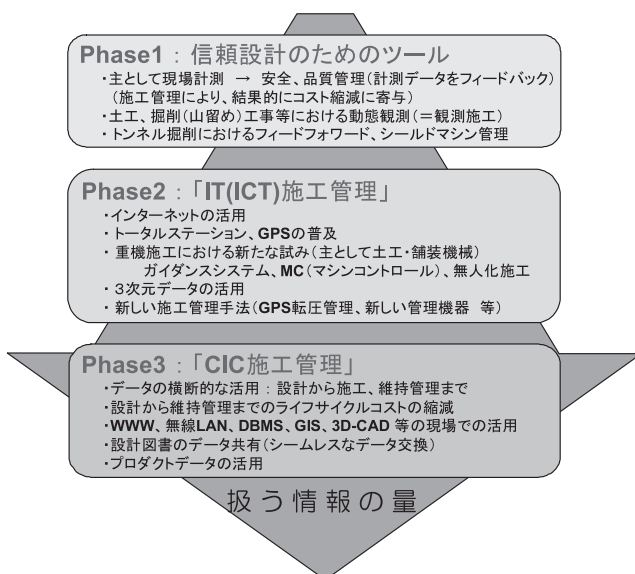 Phase1：信頼設計のためのツール
・主として現場計測 → 安全、品質管理(計測データをフィードバック)
(施工管理により、結果的にコスト縮減に寄与)
・土工、掘削(山留め)工事等における動態観測(＝観測施工)
・トンネル掘削におけるフィードフォワード、シールドマシン管理
Phase2：「IT(ICT)施工管理」
・インターネットの活用
・トータルステーション、GPSの普及
・重機施工における新たな試み(主として土工・舗装機械)
ガイダンスシステム、MC(マシンコントロール)、無人化施工
・３次元データの活用
・新しい施工管理手法(GPS転圧管理、新しい管理機器 等)
Phase3：「CIC施工管理」
・データの横断的な活用：設計から施工、維持管理まで
・設計から維持管理までのライフサイクルコストの縮減
・WWW、無線LAN、DBMS、GIS、3D-CAD 等の現場での活用
・設計図書のデータ共有(シームレスなデータ交換)
・プロダクトデータの活用
扱う情報の量